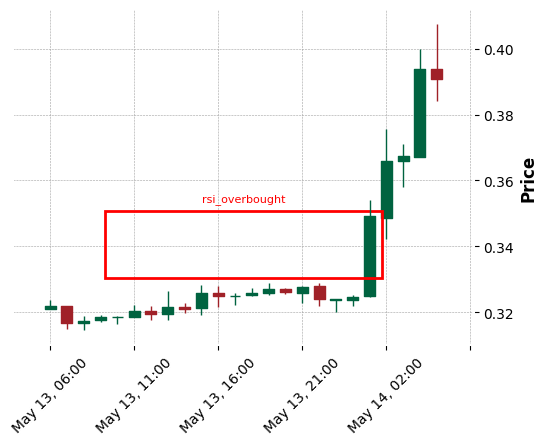 0.40
0.38
0.36
rsi_overbought
0.34
0.32
Price
May 13, 06:00
May 13, 11:00
May 13, 16:00
May 13, 21:00
May 14, 02:00